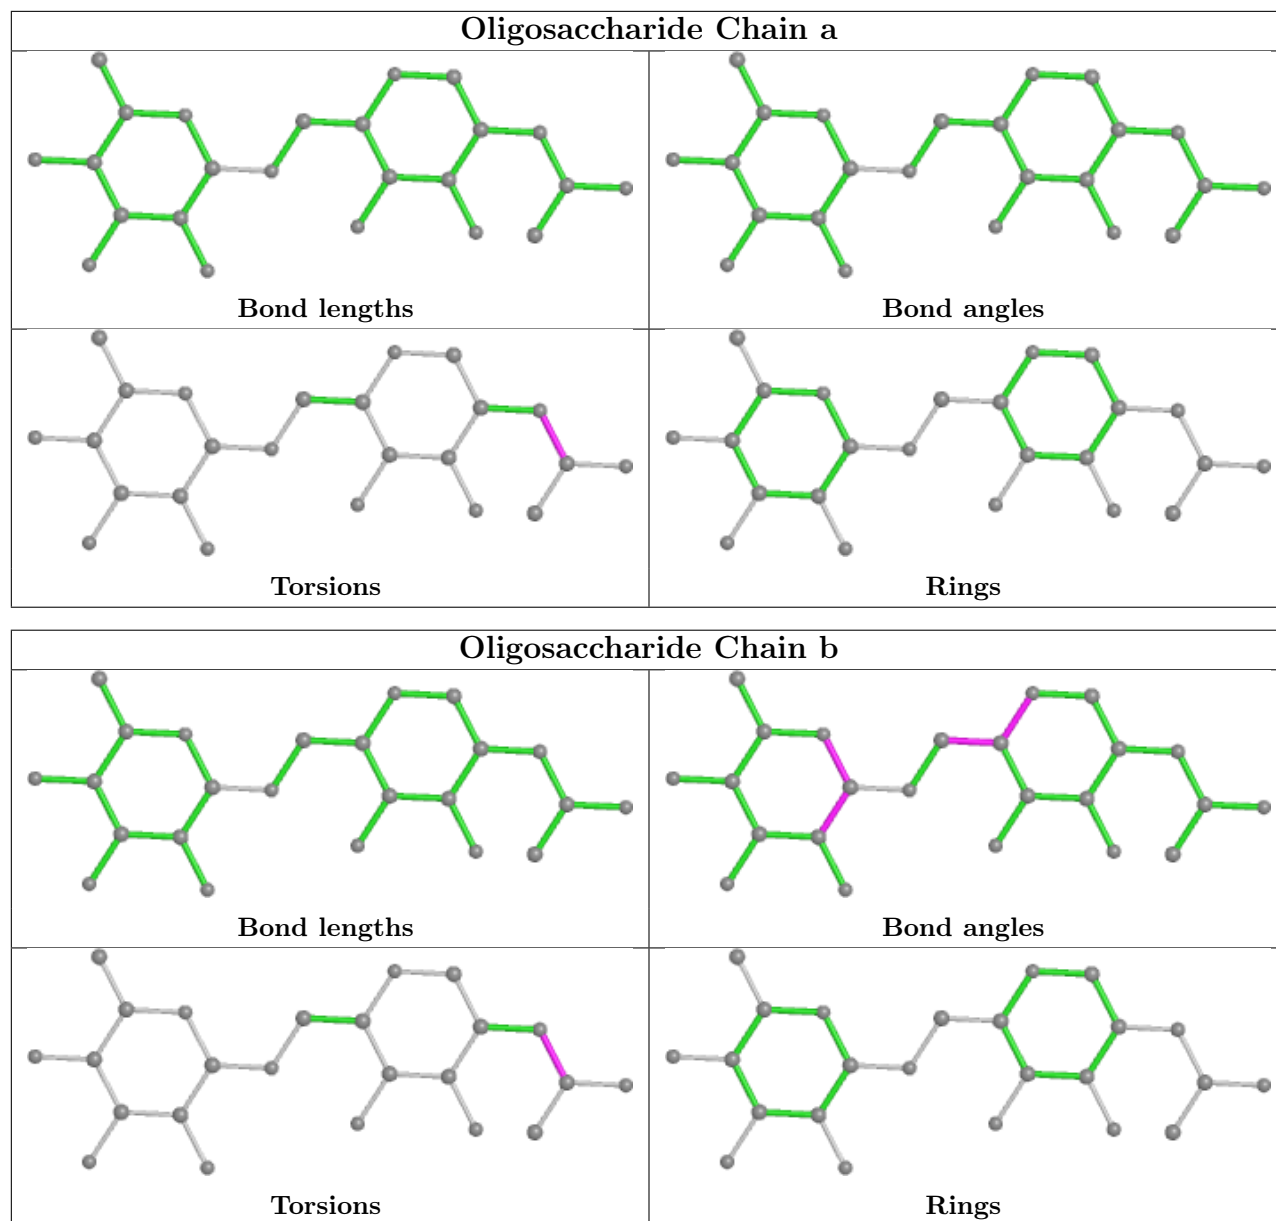 Oligosaccharide Chain a
Bond lengths
Bond angles
Torsions
Rings
Oligosaccharide Chain b
Bond lengths
Bond angles
Torsions
Rings